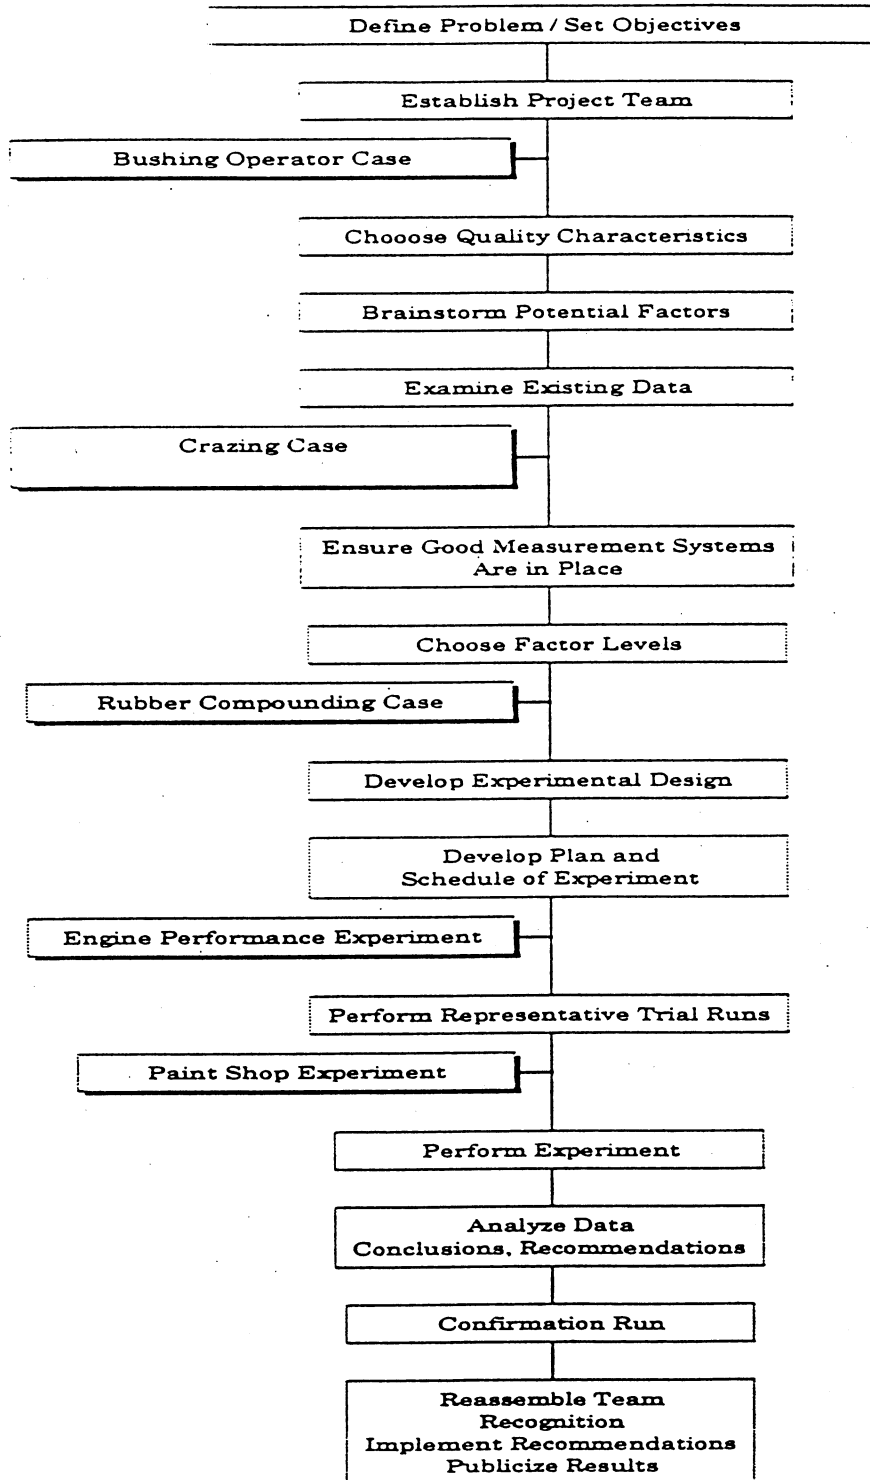 Define Problem / Set Objectives
Establish Project Team
Bushing Operator Case
Chooose Quality Characteristics
Brainstorm Potential Factors
Examine Existing Data
Crazing Case
Ensure Good Measurement Systems
Are in Place
Choose Factor Levels
Rubber Compounding Case
Develop Experimental Design
Develop Plan and
Schedule of Experiment
Engine Performance Experiment
Perform Representative Trial Runs
Paint Shop Experiment
Perform Experiment
Analyze Data
Conclusions, Recommendations
Confirmation Run
Reassemble Team
Recognition
Implement Recommendations
Publicize Results